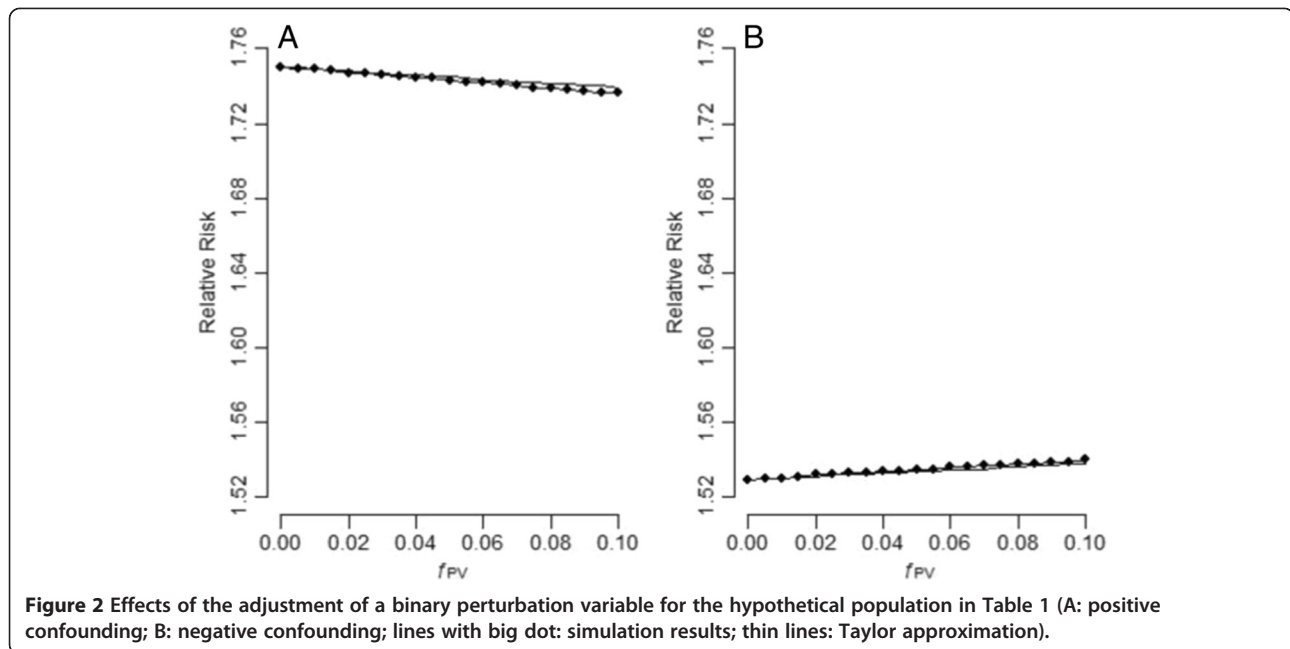 A
1.76
1.72
1.68
1.64
1.60
1.56
1.52
Relative Risk
0.00 0.02 0.04 0.06 0.08 0.10
fPV
B
1.76
1.72
1.68
1.64
1.60
1.56
1.52
Relative Risk
0.00 0.02 0.04 0.06 0.08 0.10
fPV
Figure 2 Effects of the adjustment of a binary perturbation variable for the hypothetical population in Table 1 (A: positive
confounding; B: negative confounding; lines with big dot: simulation results; thin lines: Taylor approximation).